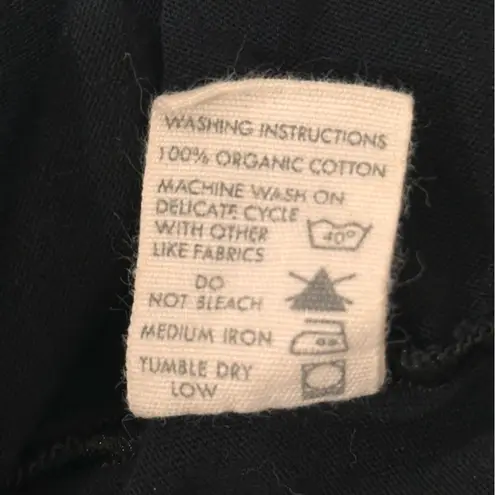 WASHING INSTRUCTIONS
100% ORGANIC COTTON
MACHINE WASH ON
DELICATE CYCLE
WITH OTHER
LIKE FABRICS
40°
DO
NOT BLEACH
MEDIUM IRON
TUMBLE DRY
LOW